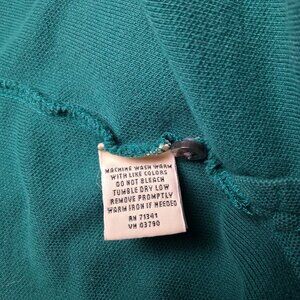 MACHINE WASH WARM
WITH LIKE COLORS
DO NOT BLEACH
TUMBLE DRY LOW
REMOVE PROMPTLY
WARM IRON IF NEEDED
RN 71341
VN 03790